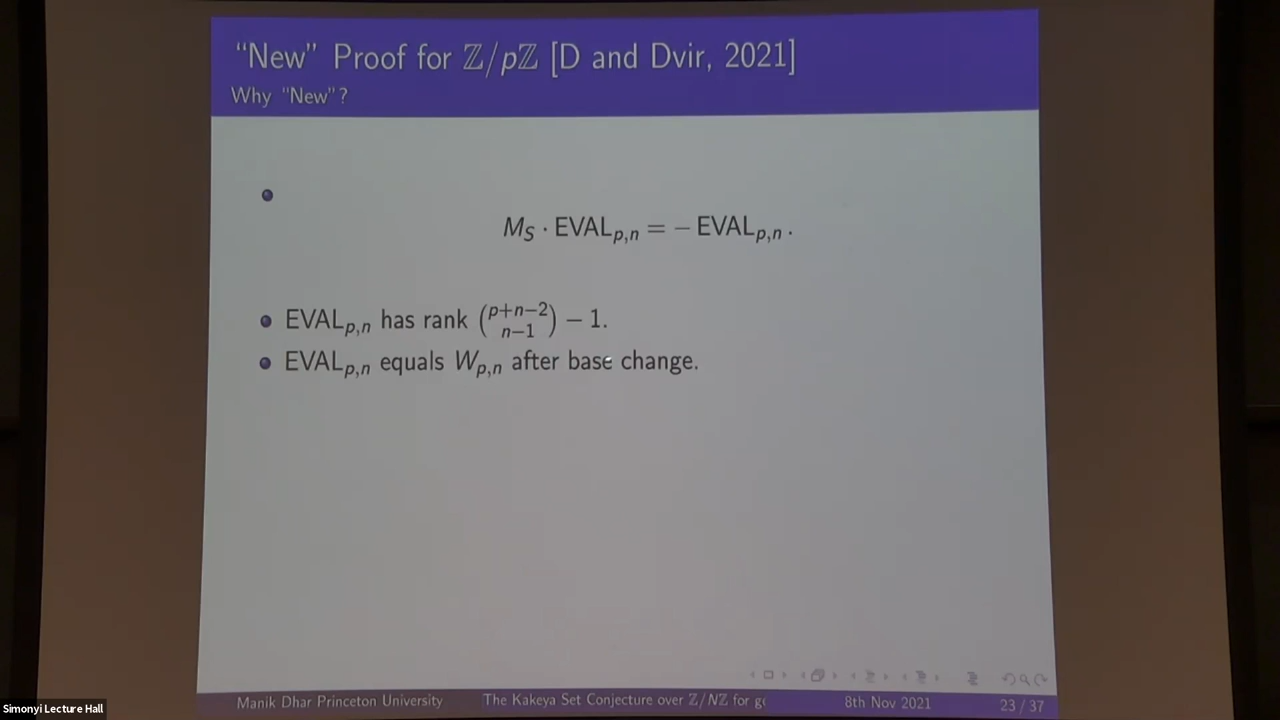 “New” Proof for ℤ/pℤ [D and Dvir, 2021]
Why “New”?
M_S · EVAL_{p,n} = − EVAL_{p,n} .
EVAL_{p,n} has rank \binom{p+n−2}{n−1} − 1.
EVAL_{p,n} equals W_{p,n} after base change.
Manik Dhar Princeton University The Kakeya Set Conjecture over ℤ/Nℤ for ge 8th Nov 2021 23 / 37
Simonyi Lecture Hall